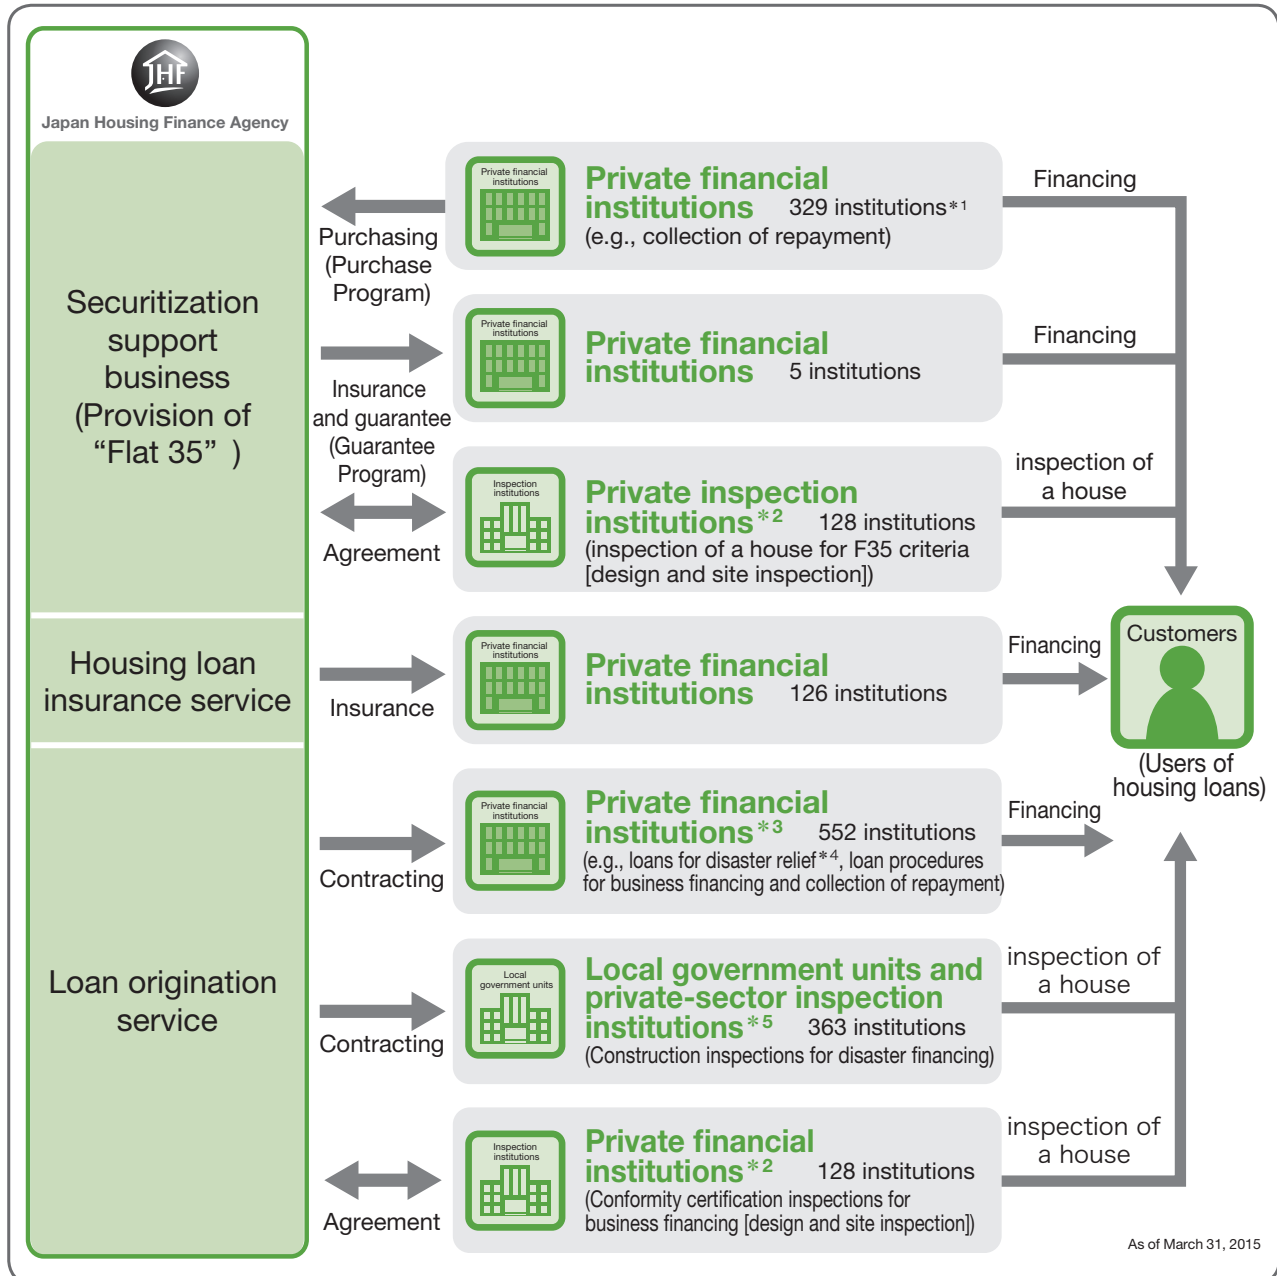 JHF
Japan Housing Finance Agency
Securitization
support
business
(Provision of
“Flat 35” )
Purchasing
(Purchase
Program)
Private financial
institutions
Private financial
institutions 329 institutions*1
(e.g., collection of repayment)
Financing
Insurance
and guarantee
(Guarantee
Program)
Private financial
institutions
Private financial
institutions 5 institutions
Financing
Agreement
Inspection
institutions
Private inspection
institutions*2 128 institutions
(inspection of a house for F35 criteria
[design and site inspection])
inspection of
a house
Housing loan
insurance service
Insurance
Private financial
institutions
Private financial
institutions 126 institutions
Financing
Customers
(Users of
housing loans)
Loan origination
service
Contracting
Private financial
institutions
Private financial
institutions*3 552 institutions
(e.g., loans for disaster relief*4, loan procedures
for business financing and collection of repayment)
Financing
Contracting
Local
government units
Local government units and
private-sector inspection
institutions*5 363 institutions
(Construction inspections for disaster financing)
inspection of
a house
Agreement
Inspection
institutions
Private financial
institutions*2 128 institutions
(Conformity certification inspections for
business financing [design and site inspection])
inspection of
a house
As of March 31, 2015